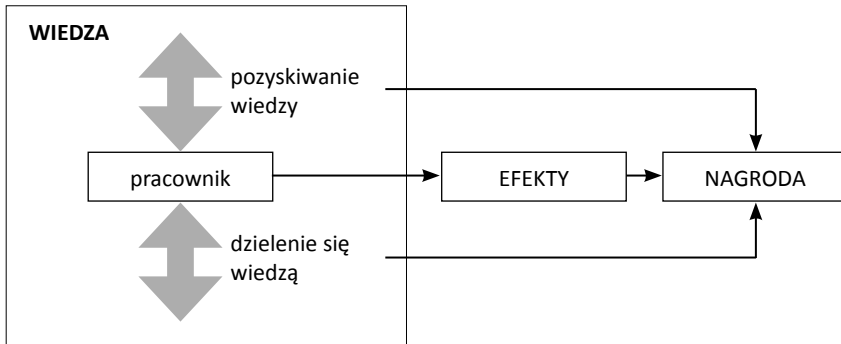 WIEDZA
pozyskiwanie
wiedzy
pracownik
EFEKTY
NAGRODA
dzielenie się
wiedzą